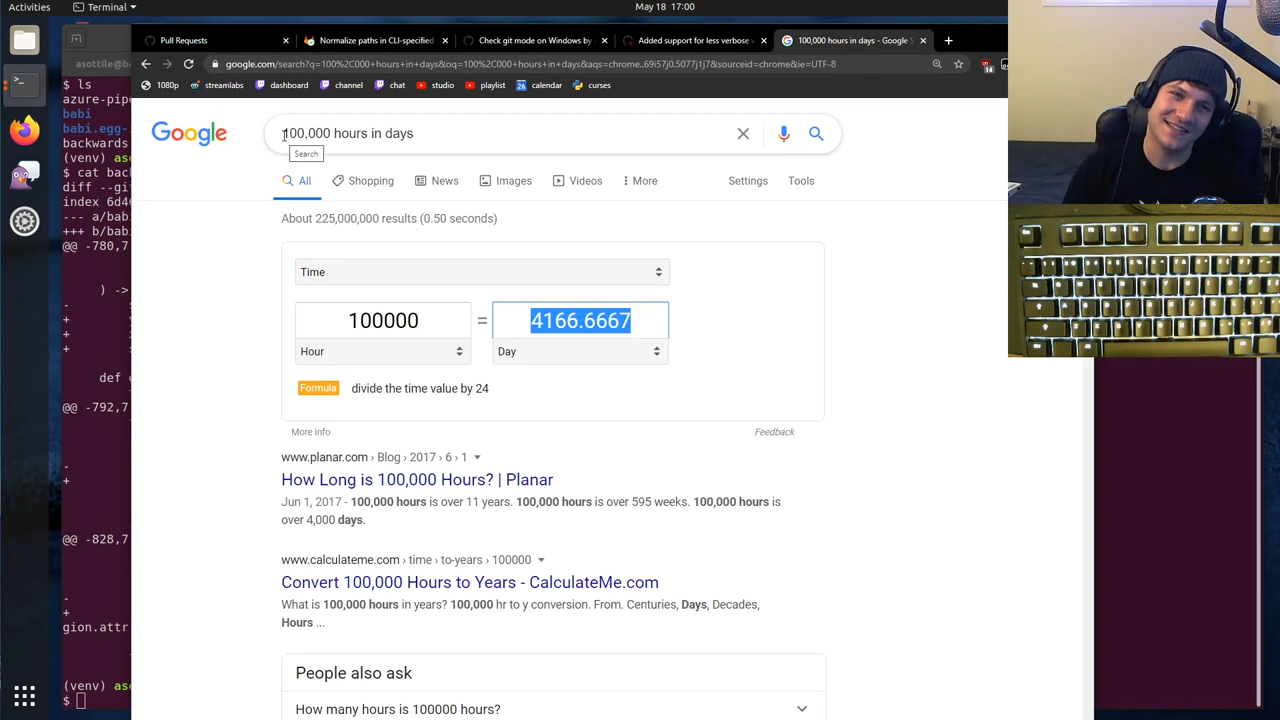 Activities
Terminal
May 18 17:00
Pull Requests
Normalize paths in CLI-specified
Check git mode on Windows by
Added support for less verbose
100,000 hours in days - Google S
google.com/search?q=100%2C000+hours+in+days&oq=100%2C000+hours+in+days&aqs=chrome..69i57j0.5077j1j7&sourceid=chrome&ie=UTF-8
14
1080p
streamlabs
dashboard
channel
chat
studio
playlist
26 calendar
curses
asottile@bab
$ ls
azure-pipe
babi
babi.egg-
backwards
(venv) aso
$ cat back
diff --git
index 6d46
--- a/babi
+++ b/babi
@@ -780,7
) ->
-
+
+
+
def
@@ -792,7
-
+
@@ -828,7
-
+
gion.attr
(venv) aso
$
Google
100,000 hours in days
Search
All
Shopping
News
Images
Videos
More
Settings
Tools
About 225,000,000 results (0.50 seconds)
Time
100000 = 4166.6667
Hour
Day
Formula divide the time value by 24
More info
Feedback
www.planar.com › Blog › 2017 › 6 › 1
How Long is 100,000 Hours? | Planar
Jun 1, 2017 - 100,000 hours is over 11 years. 100,000 hours is over 595 weeks. 100,000 hours is
over 4,000 days.
www.calculateme.com › time › to-years › 100000
Convert 100,000 Hours to Years - CalculateMe.com
What is 100,000 hours in years? 100,000 hr to y conversion. From. Centuries, Days, Decades,
Hours ...
People also ask
How many hours is 100000 hours?